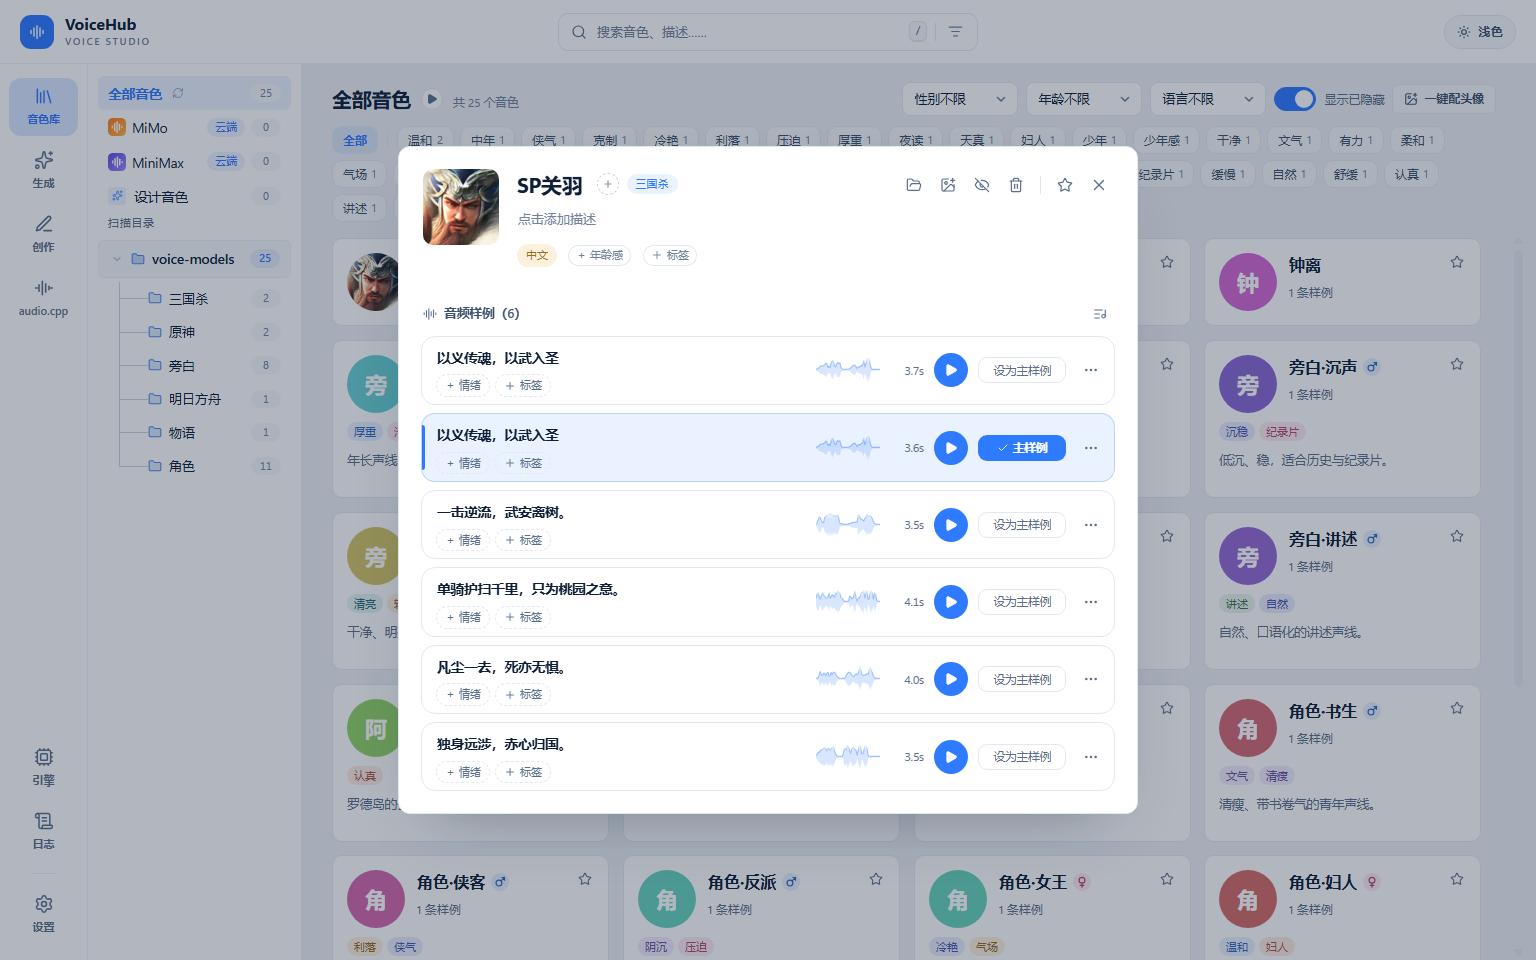 VoiceHub
VOICE STUDIO
搜索音色、描述......
/
浅色
音色库
生成
创作
audio.cpp
引擎
日志
设置
全部音色 25
MiMo 云端 0
MiniMax 云端 0
设计音色 0
扫描目录
voice-models 25
三国杀 2
原神 2
旁白 8
明日方舟 1
物语 1
角色 11
全部音色
共 25 个音色
性别不限
年龄不限
语言不限
显示已隐藏
一键配头像
全部 温和 2 中年 1 侠气 1 克制 1 冷艳 1 利落 1 压迫 1 厚重 1 夜读 1 天真 1 妇人 1 少年 1 少年感 1 干净 1 文气 1 有力 1 柔和 1
气场 1 纪录片 1 缓慢 1 自然 1 舒缓 1 认真 1
讲述 1
SP关羽
三国杀
点击添加描述
中文 + 年龄感 + 标签
音频样例 (6)
以义传魂，以武入圣
+ 情绪 + 标签
3.7s
设为主样例
以义传魂，以武入圣
+ 情绪 + 标签
3.6s
主样例
一击逆流，武安离树。
+ 情绪 + 标签
3.5s
设为主样例
单骑护扫千里，只为桃园之意。
+ 情绪 + 标签
4.1s
设为主样例
凡尘一去，死亦无惧。
+ 情绪 + 标签
4.0s
设为主样例
独身远涉，赤心归国。
+ 情绪 + 标签
3.5s
设为主样例
钟
钟离
1 条样例
旁
厚重
年长声线
旁
旁白·沉声
1 条样例
沉稳 纪录片
低沉、稳，适合历史与纪录片。
旁
清亮
干净、明
旁
旁白·讲述
1 条样例
讲述 自然
自然、口语化的讲述声线。
阿
认真
罗德岛的
角
角色·书生
1 条样例
文气 清瘦
清瘦、带书卷气的青年声线。
角
角色·侠客
1 条样例
利落 侠气
角
角色·反派
1 条样例
阴沉 压迫
角
角色·女王
1 条样例
冷艳 气场
角
角色·妇人
1 条样例
温和 妇人